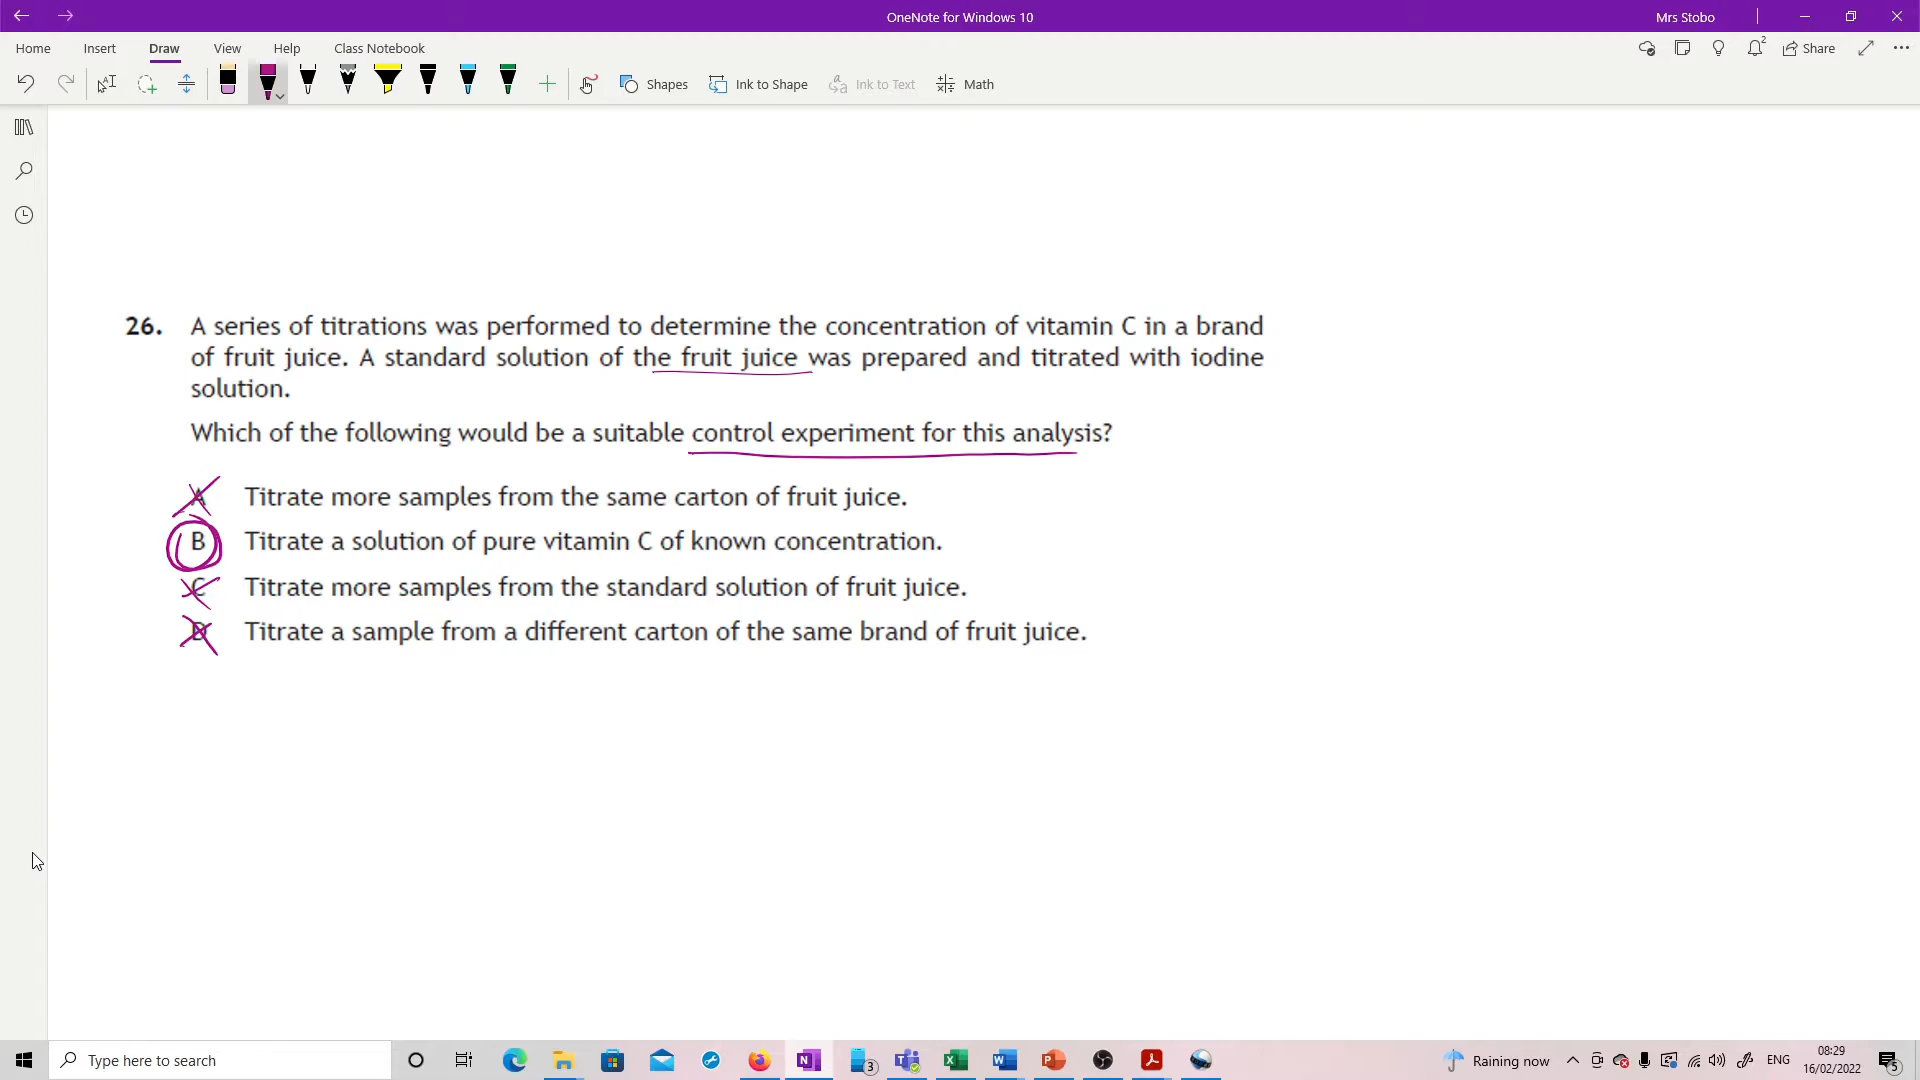 OneNote for Windows 10
Mrs Stobo
Home Insert Draw View Help Class Notebook
2
Share
Shapes Ink to Shape Ink to Text Math
26. A series of titrations was performed to determine the concentration of vitamin C in a brand
of fruit juice. A standard solution of the fruit juice was prepared and titrated with iodine
solution.
Which of the following would be a suitable control experiment for this analysis?
A Titrate more samples from the same carton of fruit juice.
B Titrate a solution of pure vitamin C of known concentration.
C Titrate more samples from the standard solution of fruit juice.
D Titrate a sample from a different carton of the same brand of fruit juice.
Type here to search
3
Raining now
ENG
08:29
16/02/2022
5